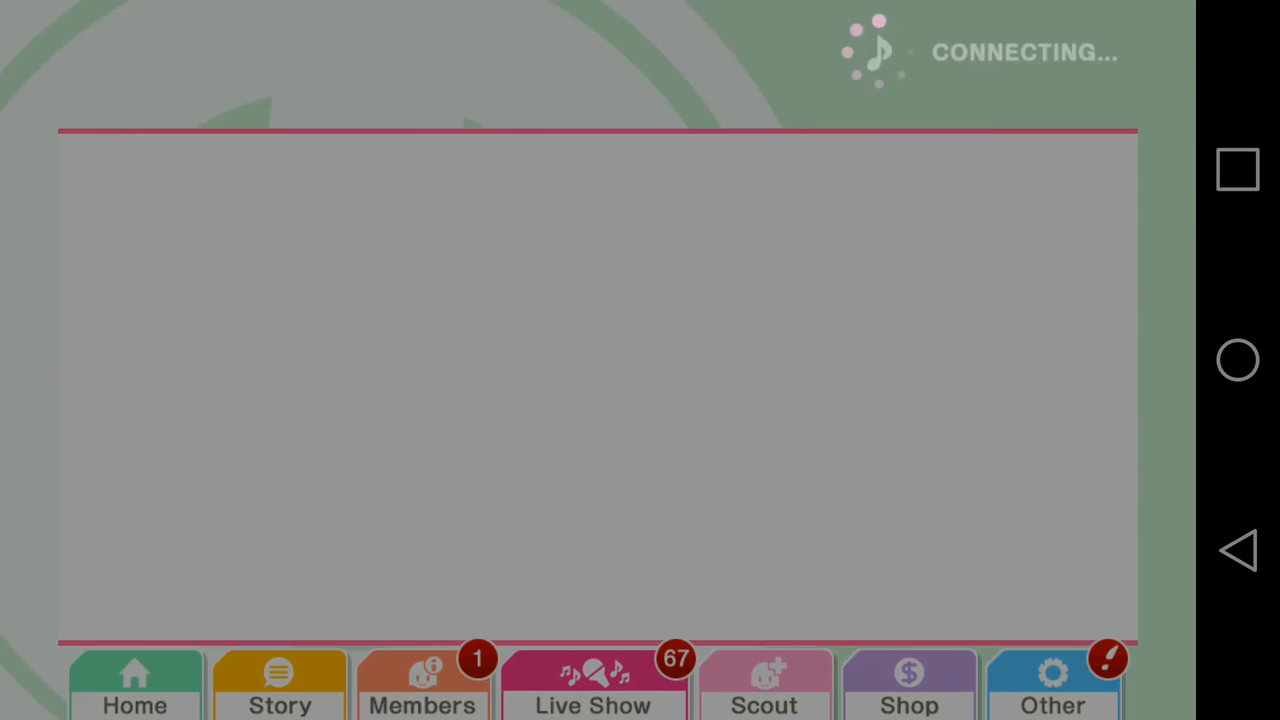 CONNECTING...
1
67
Home
Story
Members
Live Show
Scout
Shop
Other